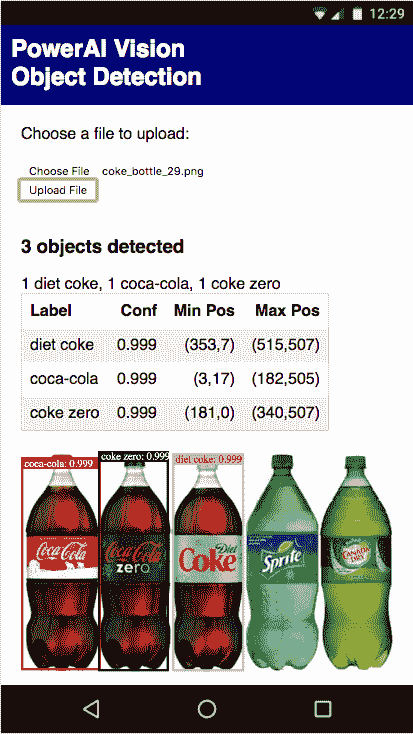 12:29
PowerAI Vision
Object Detection
Choose a file to upload:
Choose File coke_bottle_29.png
Upload File
3 objects detected
1 diet coke, 1 coca-cola, 1 coke zero
Label Conf Min Pos Max Pos
diet coke 0.999 (353,7) (515,507)
coca-cola 0.999 (3,17) (182,505)
coke zero 0.999 (181,0) (340,507)
coca-cola: 0.999 coke zero: 0.999 diet coke: 0.999
Coca-Cola
Coca-Cola
zero
Diet
Coke
Sprite
CANADA
DRY